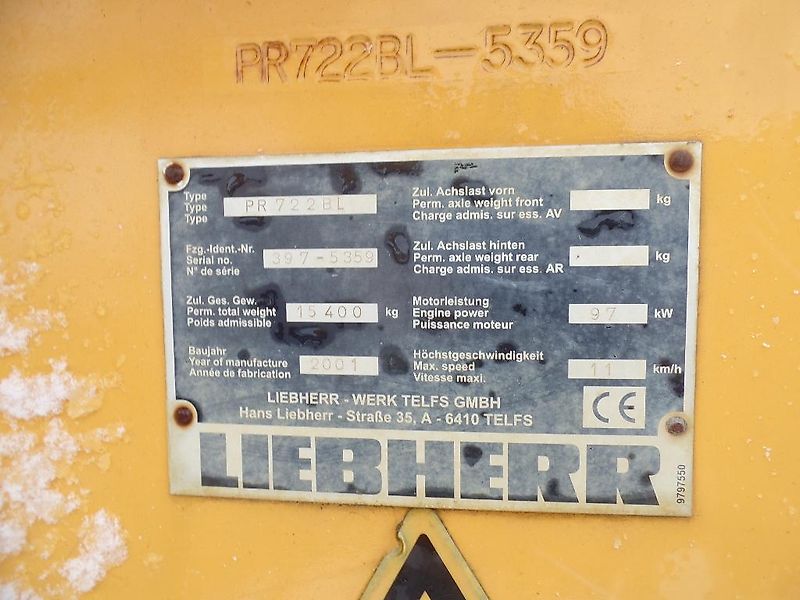 PR722BL-5359
Type
Type PR722BL
Type
Zul. Achslast vorn
Perm. axle weight front kg
Charge admis. sur ess. AV
Fzg.-Ident.-Nr.
Serial no. 397-5359
N° de série
Zul. Achslast hinten
Perm. axle weight rear kg
Charge admis. sur ess. AR
Zul. Ges. Gew.
Perm. total weight 15400 kg
Poids admissible
Motorleistung
Engine power 97 kW
Puissance moteur
Baujahr
Year of manufacture 2001
Année de fabrication
Höchstgeschwindigkeit
Max. speed 11 km/h
Vitesse maxi.
LIEBHERR - WERK TELFS GMBH
Hans Liebherr - Straße 35, A - 6410 TELFS
CE
LIEBHERR
9797550